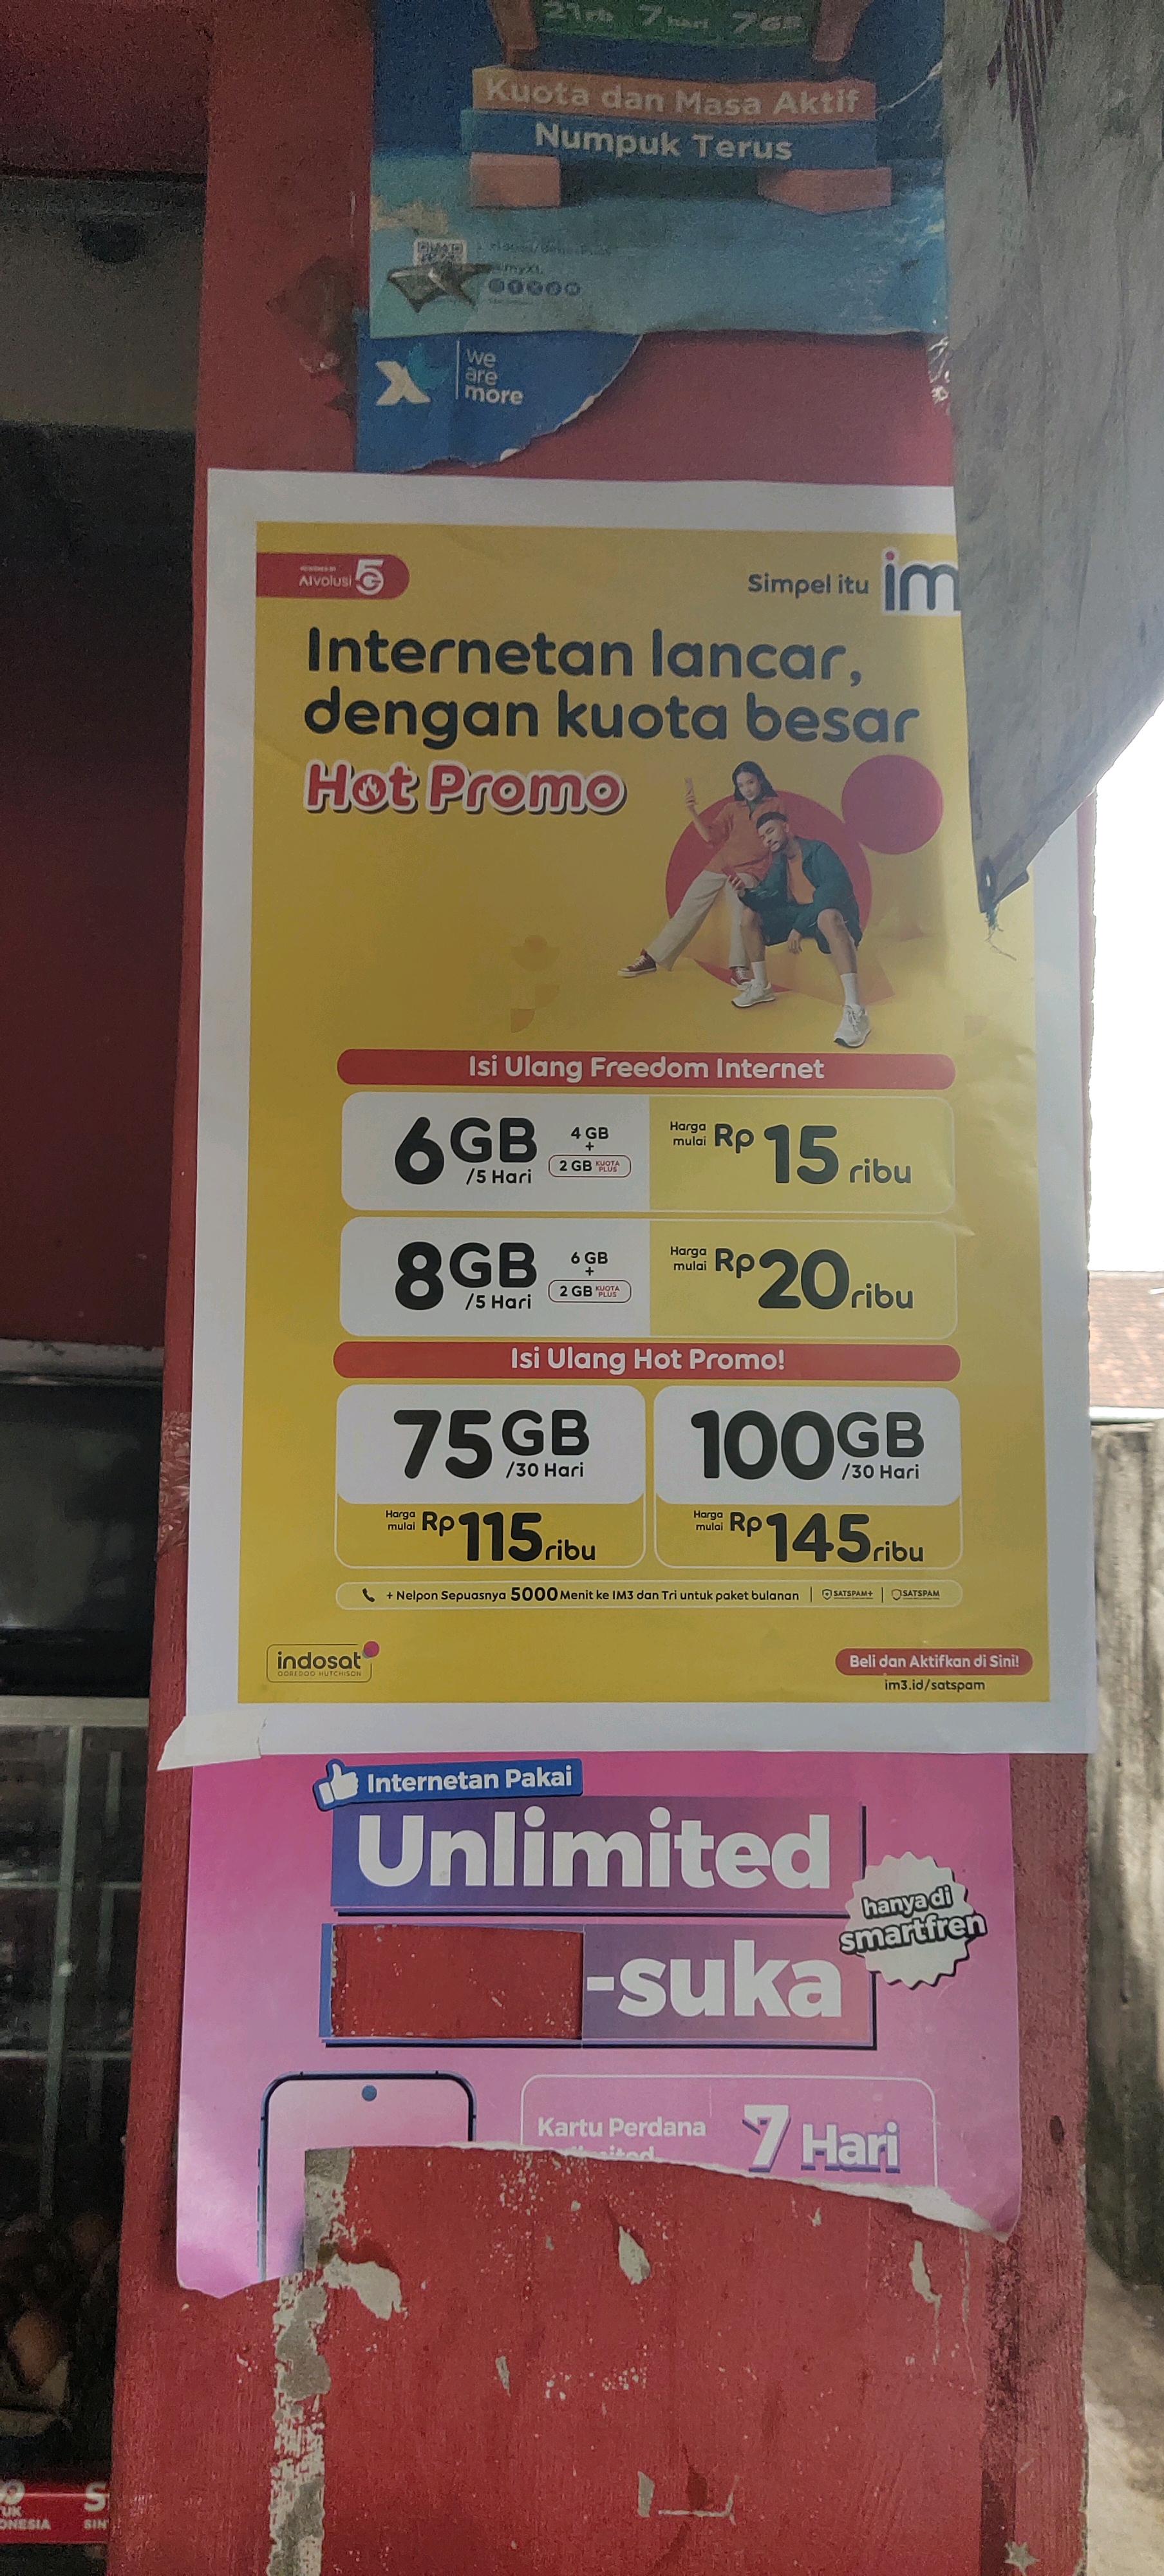 21rb 7 hari 7 GB
Kuota dan Masa Aktif
Numpuk Terus
myXL
We
are
more
AIvolusi 5G
Simpel itu im
Internetan lancar,
dengan kuota besar
Hot Promo
Isi Ulang Freedom Internet
6GB /5 Hari 4 GB + 2 GB KUOTA PLUS Harga mulai Rp 15 ribu
8GB /5 Hari 6 GB + 2 GB KUOTA PLUS Harga mulai Rp 20 ribu
Isi Ulang Hot Promo!
75GB /30 Hari 100GB /30 Hari
Harga mulai Rp 115 ribu Harga mulai Rp 145 ribu
+ Nelpon Sepuasnya 5000 Menit ke IM3 dan Tri untuk paket bulanan | SATSPAM+ | SATSPAM
indosat
OOREDOO HUTCHISON
Beli dan Aktifkan di Sini!
im3.id/satspam
Internetan Pakai
Unlimited
hanya di
smartfren
-suka
Kartu Perdana 7 Hari
UK S
ONESIA SIN